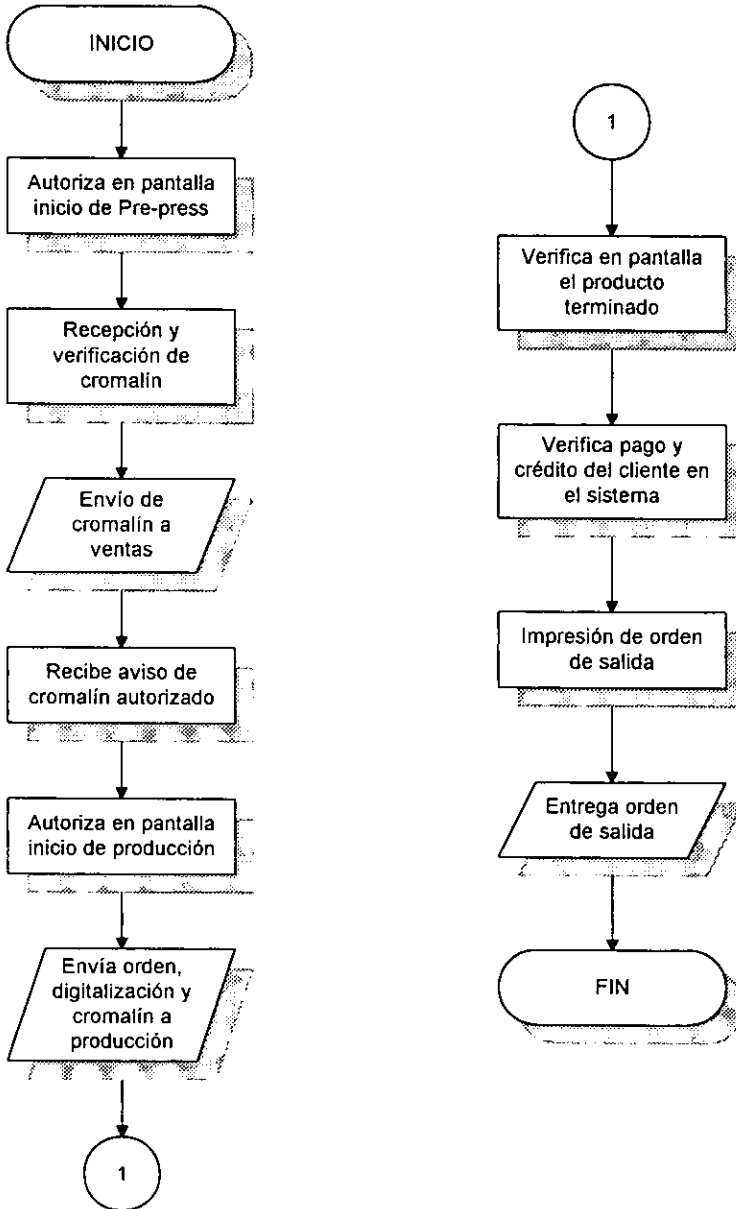 INICIO
Autoriza en pantalla
inicio de Pre-press
Recepción y
verificación de
cromalín
Envío de
cromalín a
ventas
Recibe aviso de
cromalín autorizado
Autoriza en pantalla
inicio de producción
Envía orden,
digitalización y
cromalín a
producción
1
1
Verifica en pantalla
el producto
terminado
Verifica pago y
crédito del cliente en
el sistema
Impresión de orden
de salida
Entrega orden
de salida
FIN